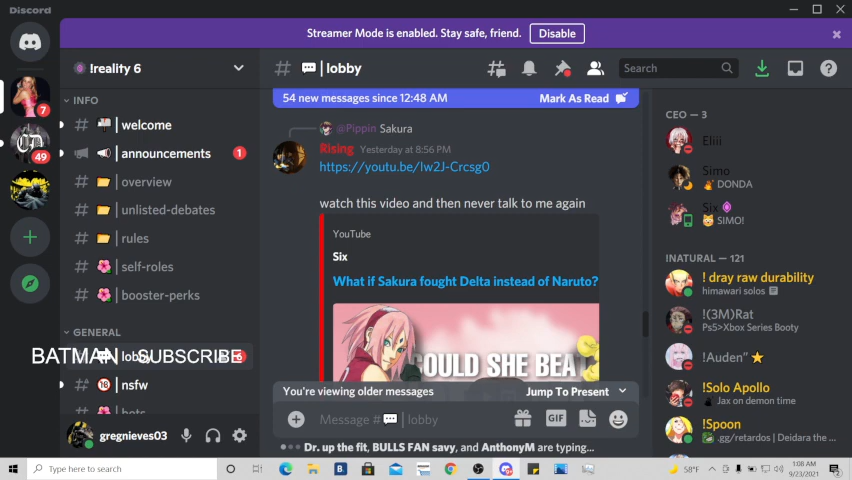 Discord
Streamer Mode is enabled. Stay safe, friend.
Disable
!reality 6
| lobby
Search
54 new messages since 12:48 AM
Mark As Read
INFO
| welcome
| announcements
1
| overview
| unlisted-debates
| rules
| self-roles
| booster-perks
GENERAL
| lobby
BATMAN SUBSCRIBE
| nsfw
| bots
7
49
gregnieves03
@Pippin Sakura
Rising Yesterday at 8:56 PM
https://youtu.be/Iw2J-Crcsg0
watch this video and then never talk to me again
YouTube
Six
What if Sakura fought Delta instead of Naruto?
COULD SHE BEAT
You're viewing older messages
Jump To Present
Message # | lobby
GIF
Dr. up the fit, BULLS FAN savy, and AnthonyM are typing...
CEO — 3
Eliii
Simo
DONDA
Six
SIMO!
INATURAL — 121
! dray raw durability
himawari solos
!(3M)Rat
Ps5>Xbox Series Booty
!Auden"
!Solo Apollo
Jax on demon time
!Spoon
.gg/retardos | Deidara the ...
Type here to search
58°F
1:08 AM
9/23/2021
2